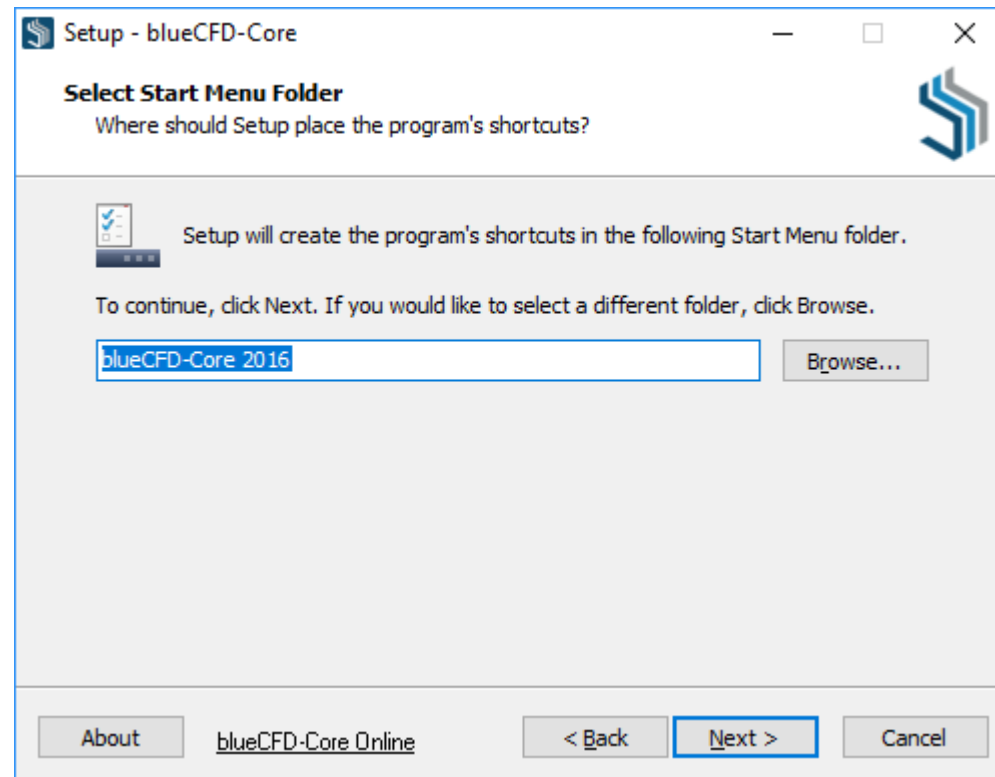 Setup - blueCFD-Core
Select Start Menu Folder
Where should Setup place the program's shortcuts?
Setup will create the program's shortcuts in the following Start Menu folder.
To continue, click Next. If you would like to select a different folder, click Browse.
blueCFD-Core 2016
Browse...
About
blueCFD-Core Online
< Back
Next >
Cancel